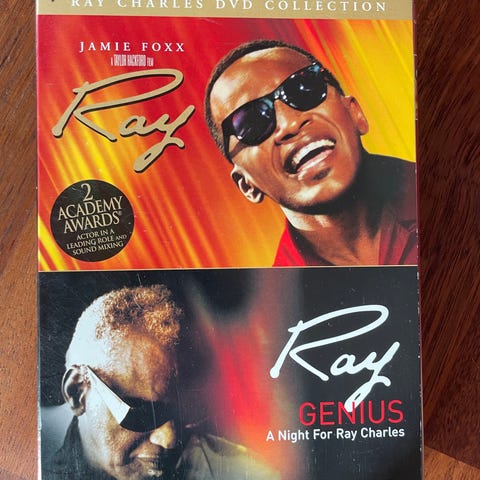 RAY CHARLES DVD COLLECTION
JAMIE FOXX
A TAYLOR HACKFORD FILM
Ray
2
ACADEMY
AWARDS®
ACTOR IN A
LEADING ROLE AND
SOUND MIXING
Ray
GENIUS
A Night For Ray Charles